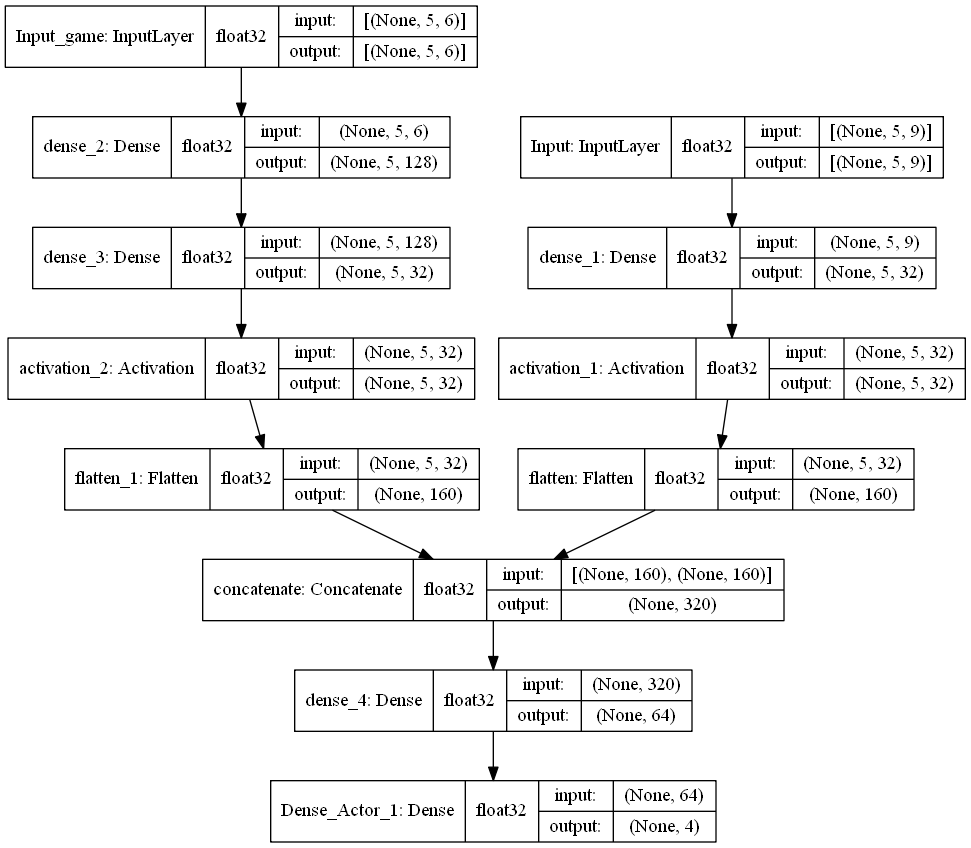 Input_game: InputLayer float32 input: [(None, 5, 6)]
output: [(None, 5, 6)]
dense_2: Dense float32 input: (None, 5, 6)
output: (None, 5, 128)
Input: InputLayer float32 input: [(None, 5, 9)]
output: [(None, 5, 9)]
dense_3: Dense float32 input: (None, 5, 128)
output: (None, 5, 32)
dense_1: Dense float32 input: (None, 5, 9)
output: (None, 5, 32)
activation_2: Activation float32 input: (None, 5, 32)
output: (None, 5, 32)
activation_1: Activation float32 input: (None, 5, 32)
output: (None, 5, 32)
flatten_1: Flatten float32 input: (None, 5, 32)
output: (None, 160)
flatten: Flatten float32 input: (None, 5, 32)
output: (None, 160)
concatenate: Concatenate float32 input: [(None, 160), (None, 160)]
output: (None, 320)
dense_4: Dense float32 input: (None, 320)
output: (None, 64)
Dense_Actor_1: Dense float32 input: (None, 64)
output: (None, 4)